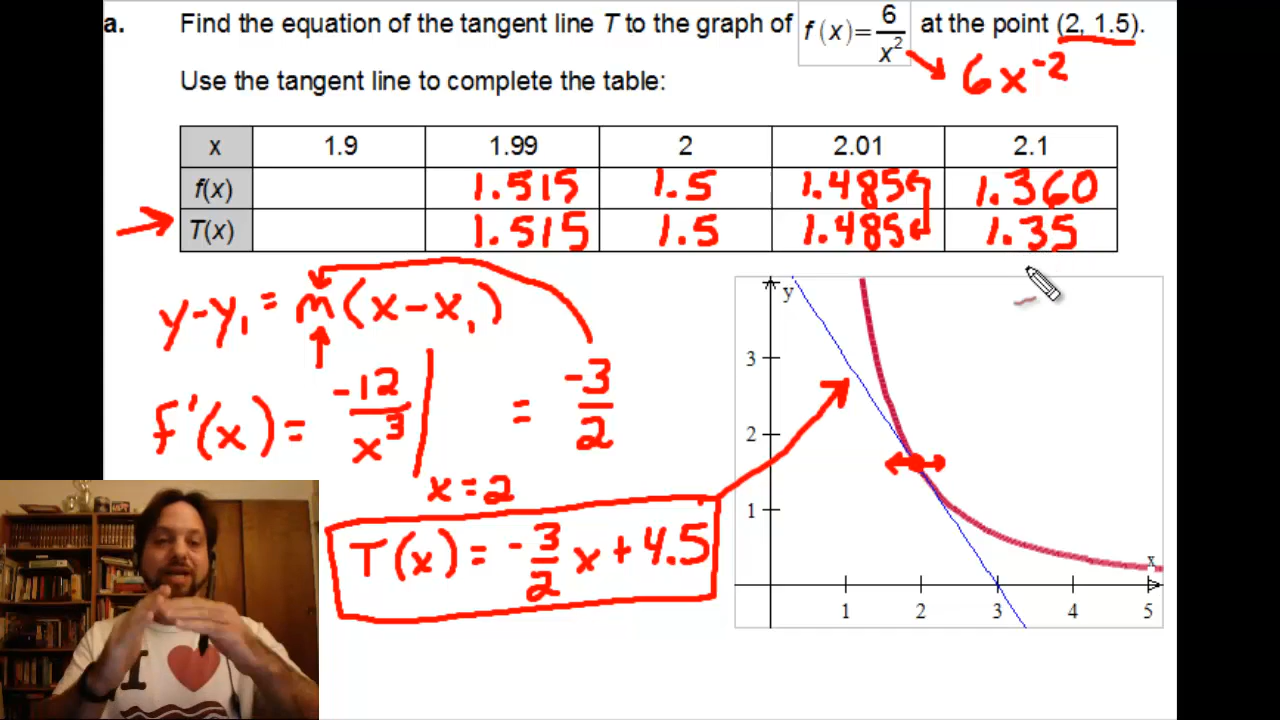 a. Find the equation of the tangent line T to the graph of f(x)=6/x² at the point (2, 1.5).
→ 6x⁻²
Use the tangent line to complete the table:
x 1.9 1.99 2 2.01 2.1
f(x) 1.515 1.5 1.485 1.360
T(x) 1.515 1.5 1.485 1.35
y-y₁ = m(x-x₁)
f'(x) = -12/x³ | x=2 = -3/2
T(x) = -3/2 x + 4.5
y
3
2
1
x
1 2 3 4 5
I